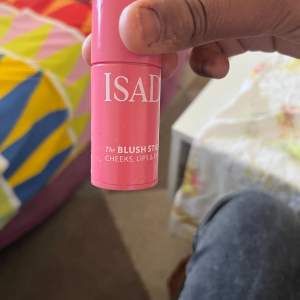 ISAD
The BLUSH STI
CHEEKS, LIPS &